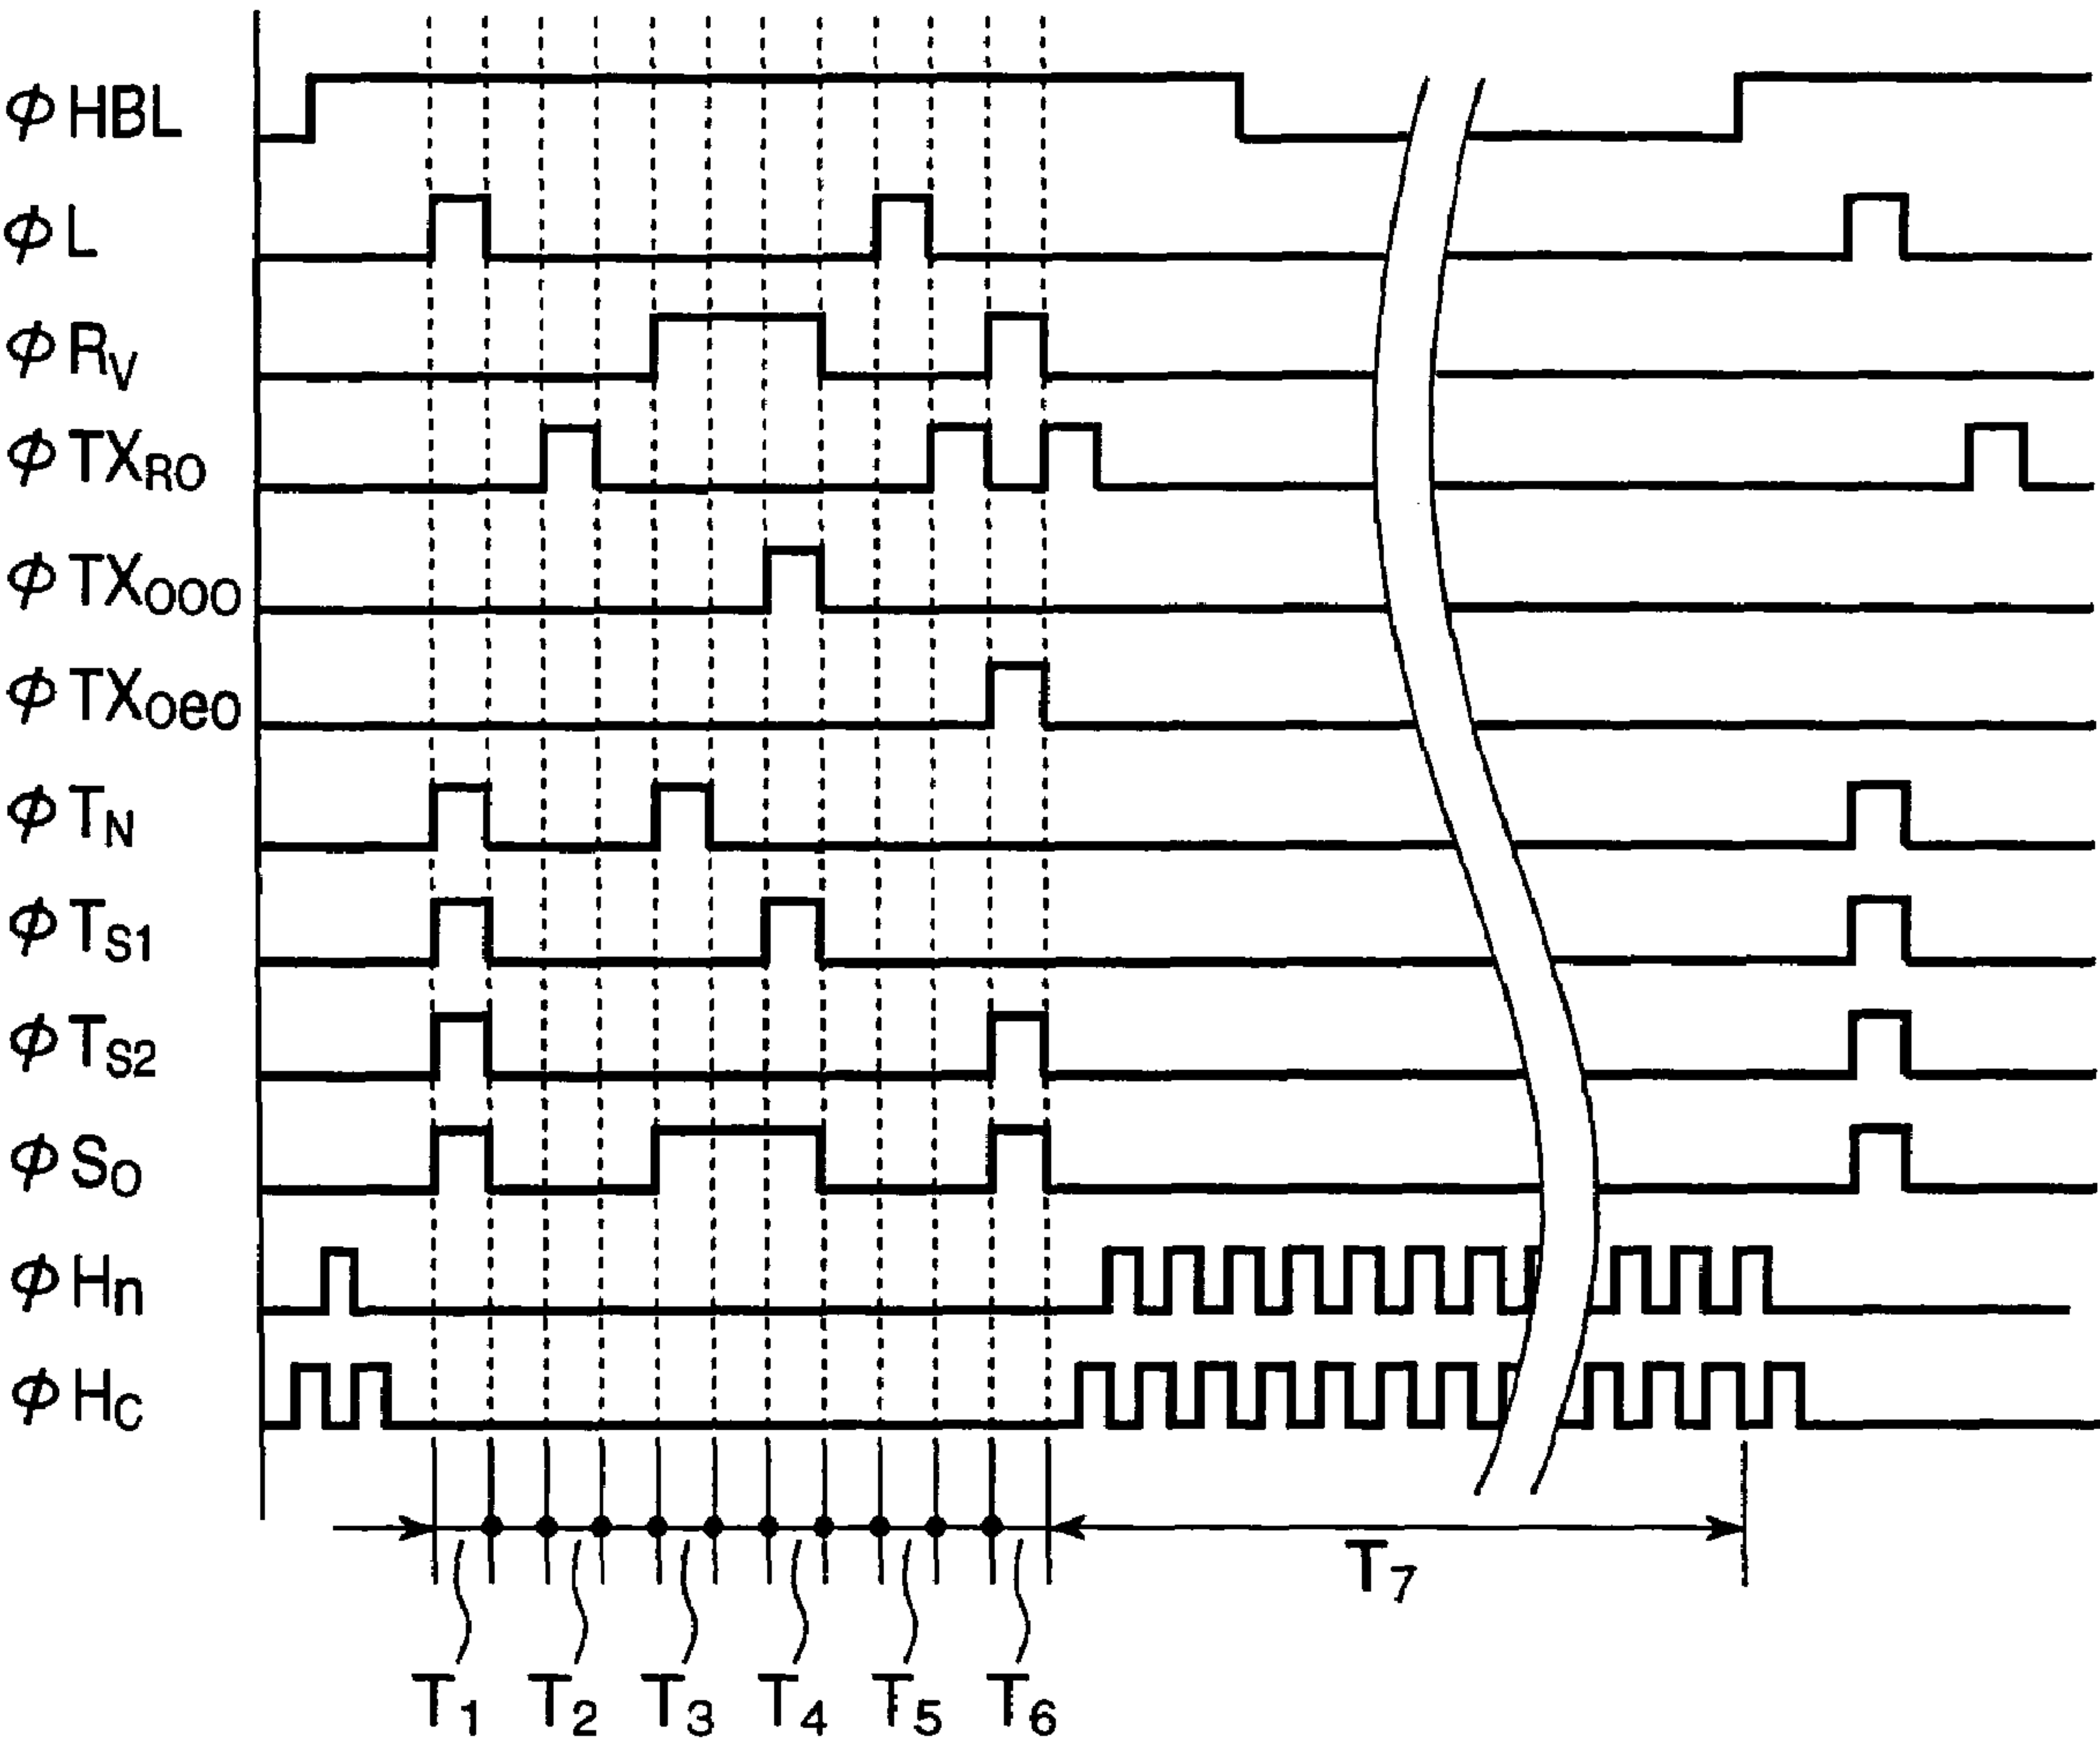 φHBL
φL
φRV
φTXRO
φTXOOO
φTXOeO
φTN
φTS1
φTS2
φSO
φHn
φHC
T7
T1 T2 T3 T4 T5 T6